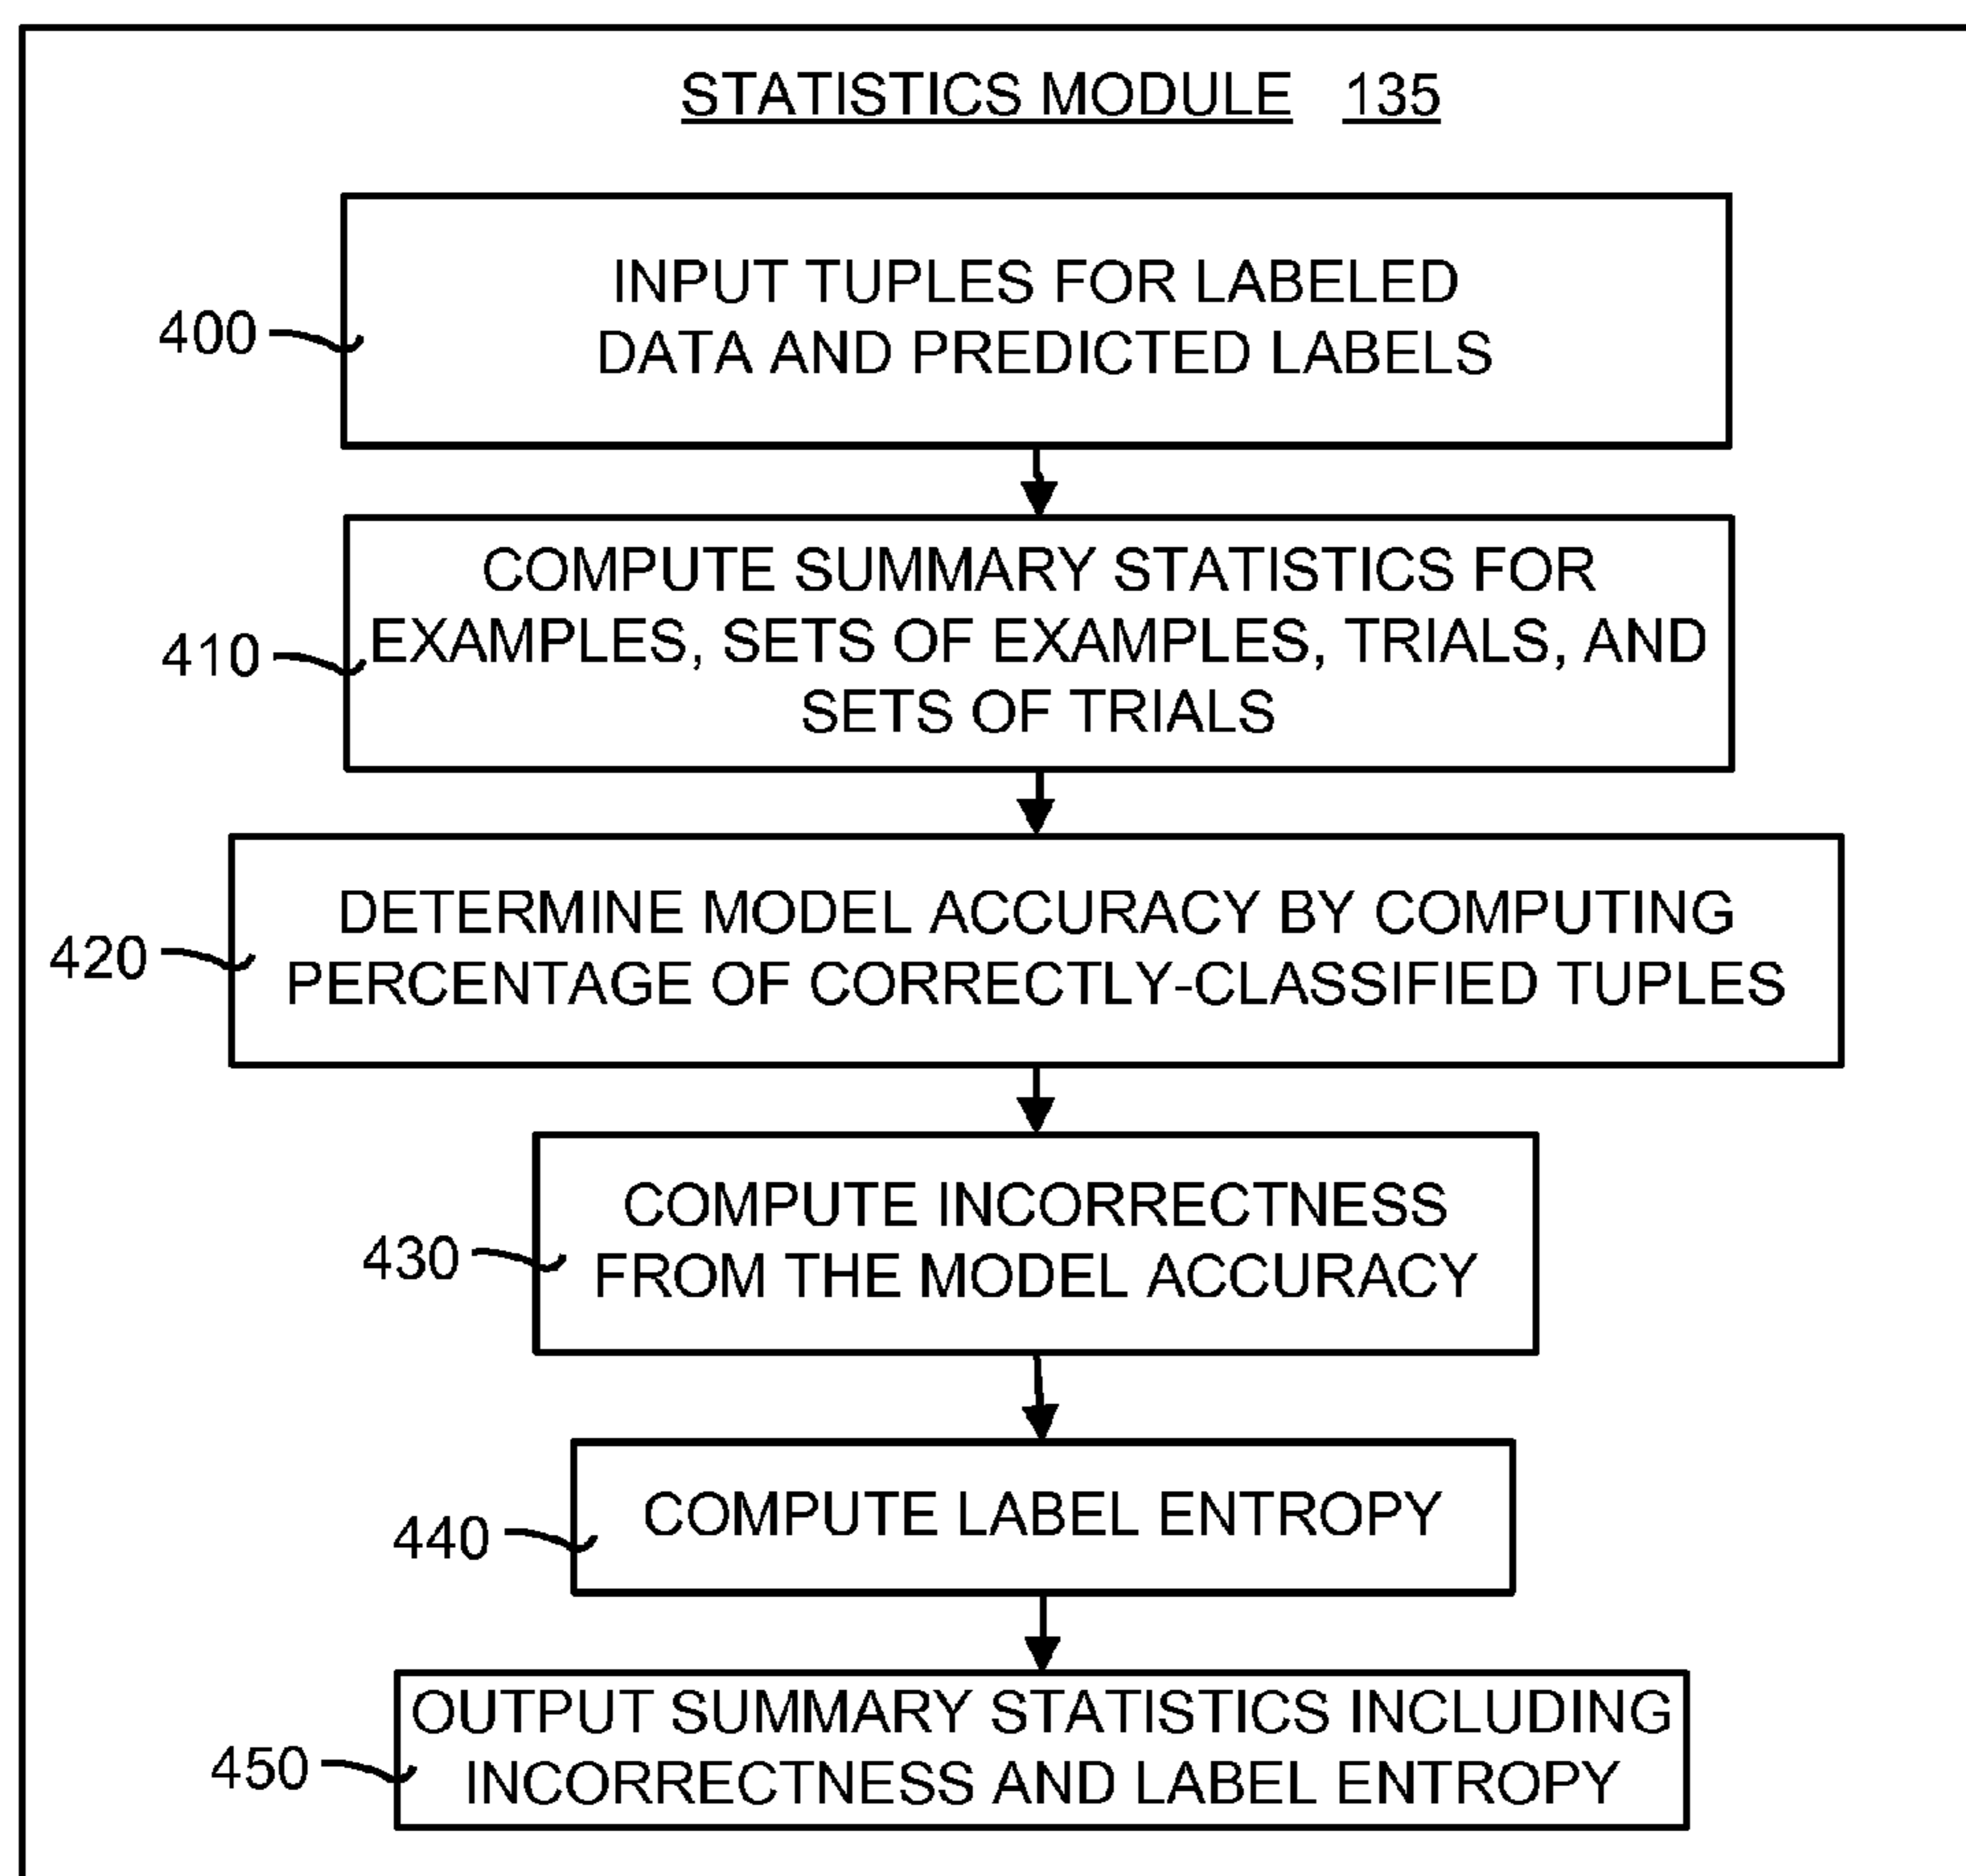 STATISTICS MODULE 135
INPUT TUPLES FOR LABELED
DATA AND PREDICTED LABELS
400
COMPUTE SUMMARY STATISTICS FOR
EXAMPLES, SETS OF EXAMPLES, TRIALS, AND
SETS OF TRIALS
410
DETERMINE MODEL ACCURACY BY COMPUTING
PERCENTAGE OF CORRECTLY-CLASSIFIED TUPLES
420
COMPUTE INCORRECTNESS
FROM THE MODEL ACCURACY
430
COMPUTE LABEL ENTROPY
440
OUTPUT SUMMARY STATISTICS INCLUDING
INCORRECTNESS AND LABEL ENTROPY
450